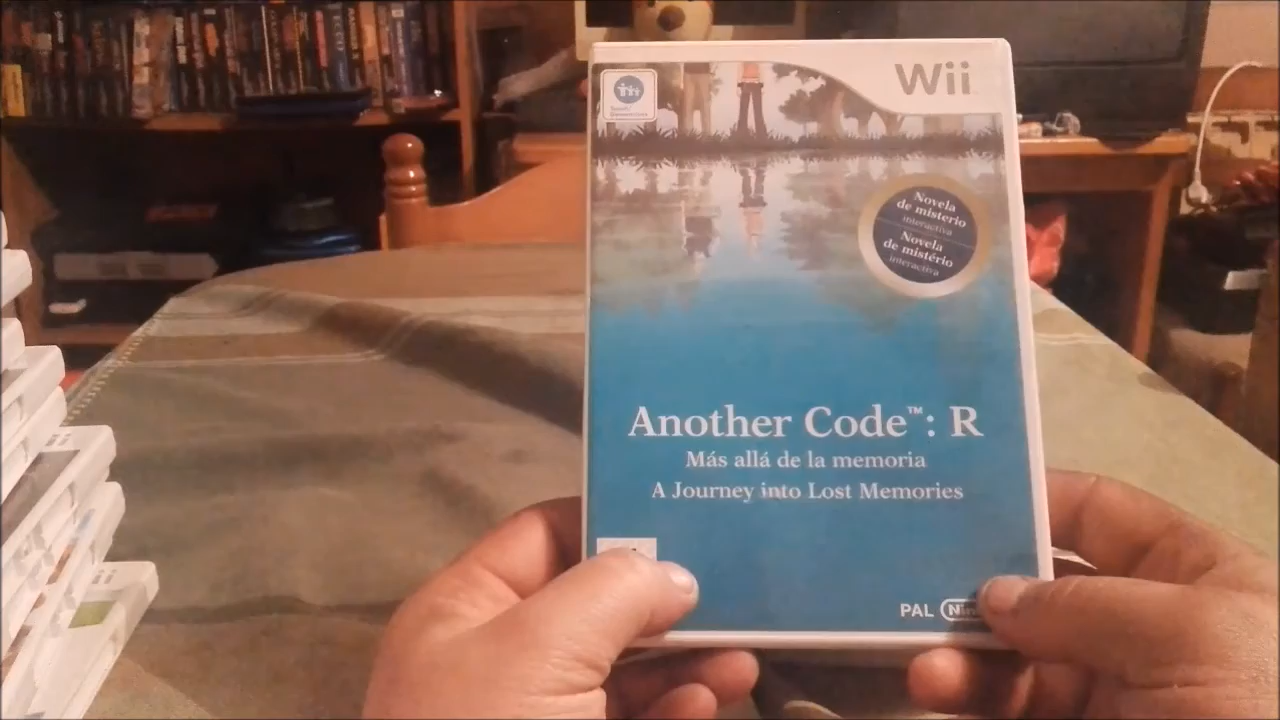 Wii
Novela
de misterio
interactiva
Novela
de mistério
interactiva
Another Code™: R
Más allá de la memoria
A Journey into Lost Memories
PAL